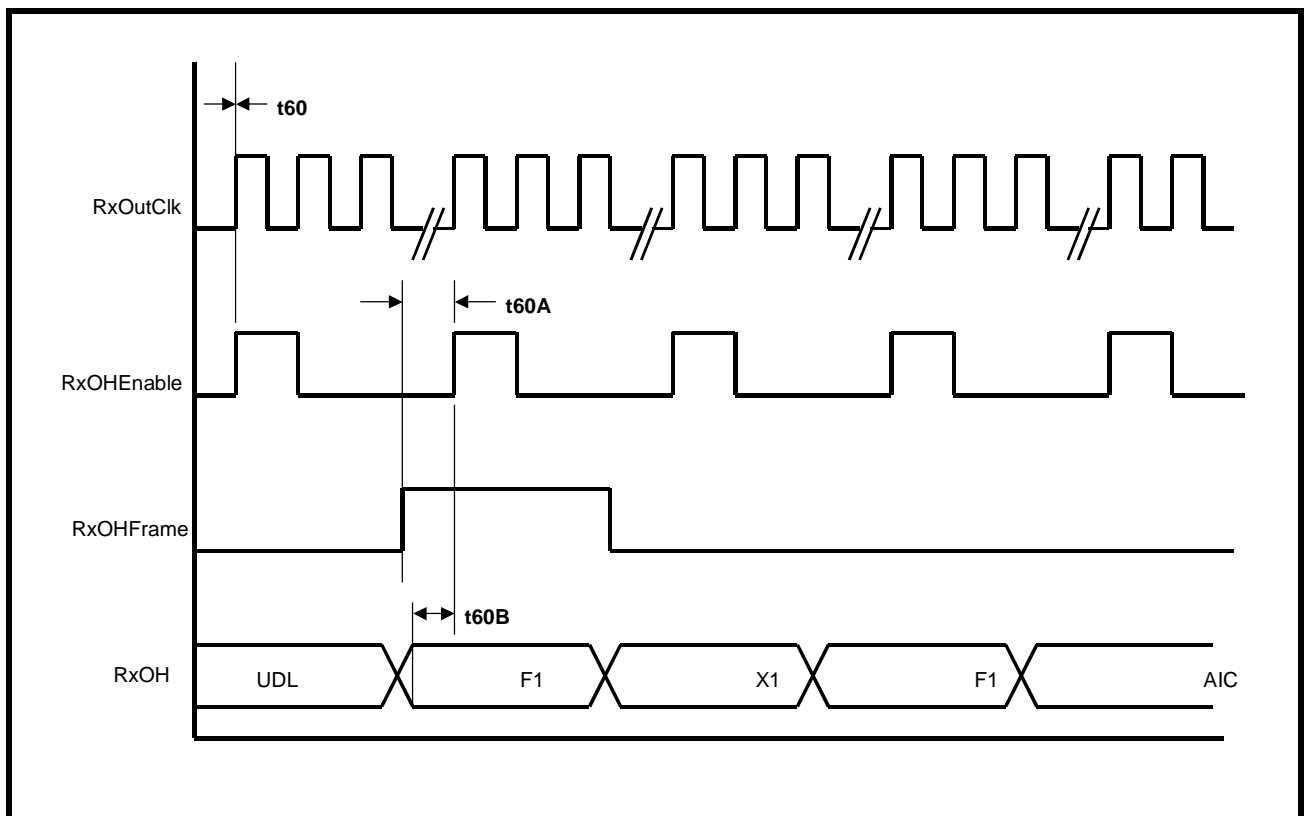 t60
RxOutClk
t60A
RxOHEnable
RxOHFrame
t60B
RxOH UDL F1 X1 F1 AIC